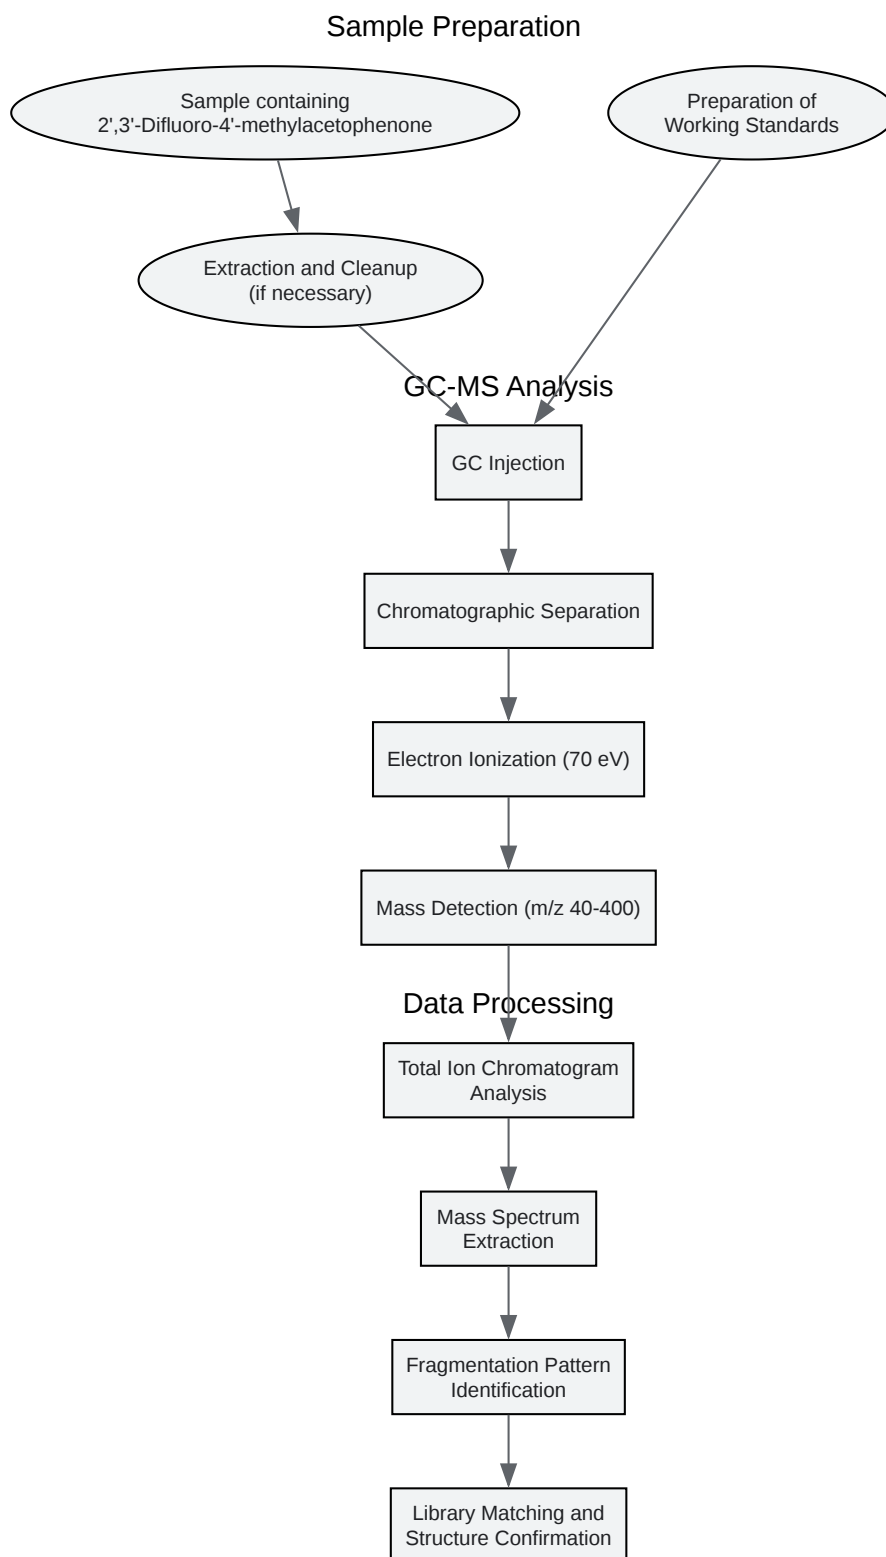 Sample Preparation
Sample containing
2',3'-Difluoro-4'-methylacetophenone
Preparation of
Working Standards
Extraction and Cleanup
(if necessary)
GC-MS Analysis
GC Injection
Chromatographic Separation
Electron Ionization (70 eV)
Mass Detection (m/z 40-400)
Data Processing
Total Ion Chromatogram
Analysis
Mass Spectrum
Extraction
Fragmentation Pattern
Identification
Library Matching and
Structure Confirmation